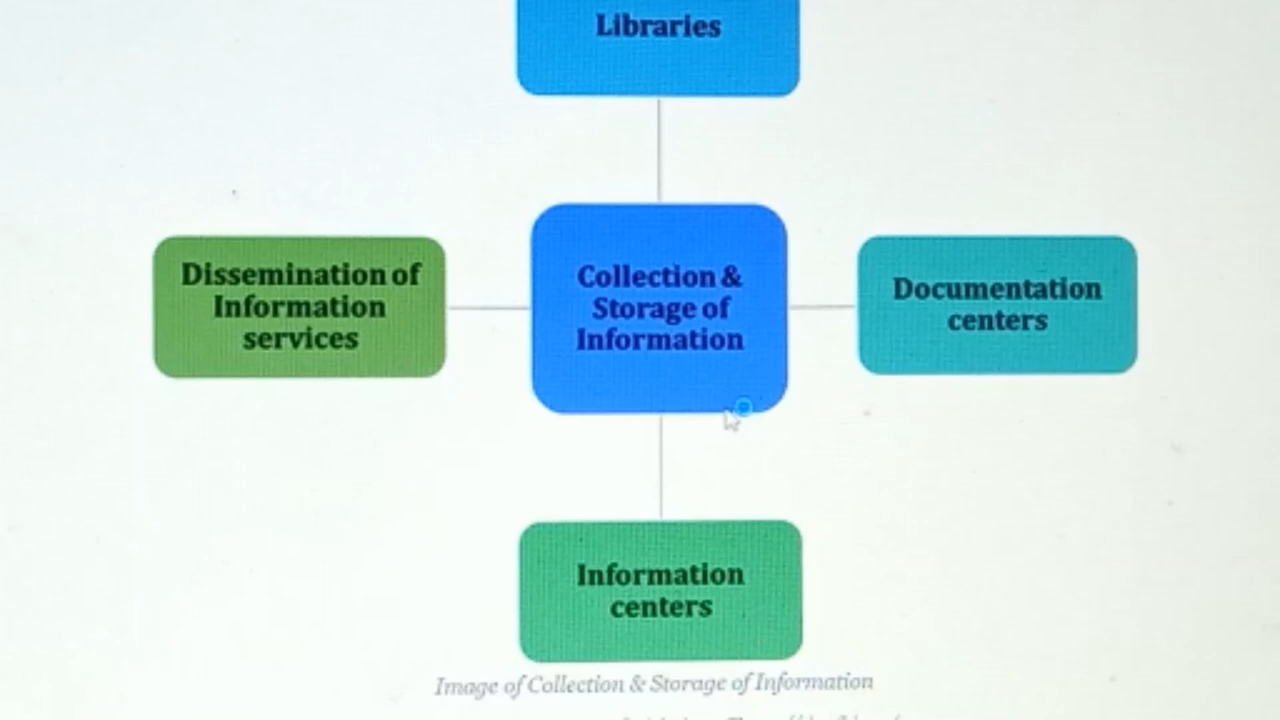 Libraries
Dissemination of
Information
services
Collection &
Storage of
Information
Documentation
centers
Information
centers
Image of Collection & Storage of Information